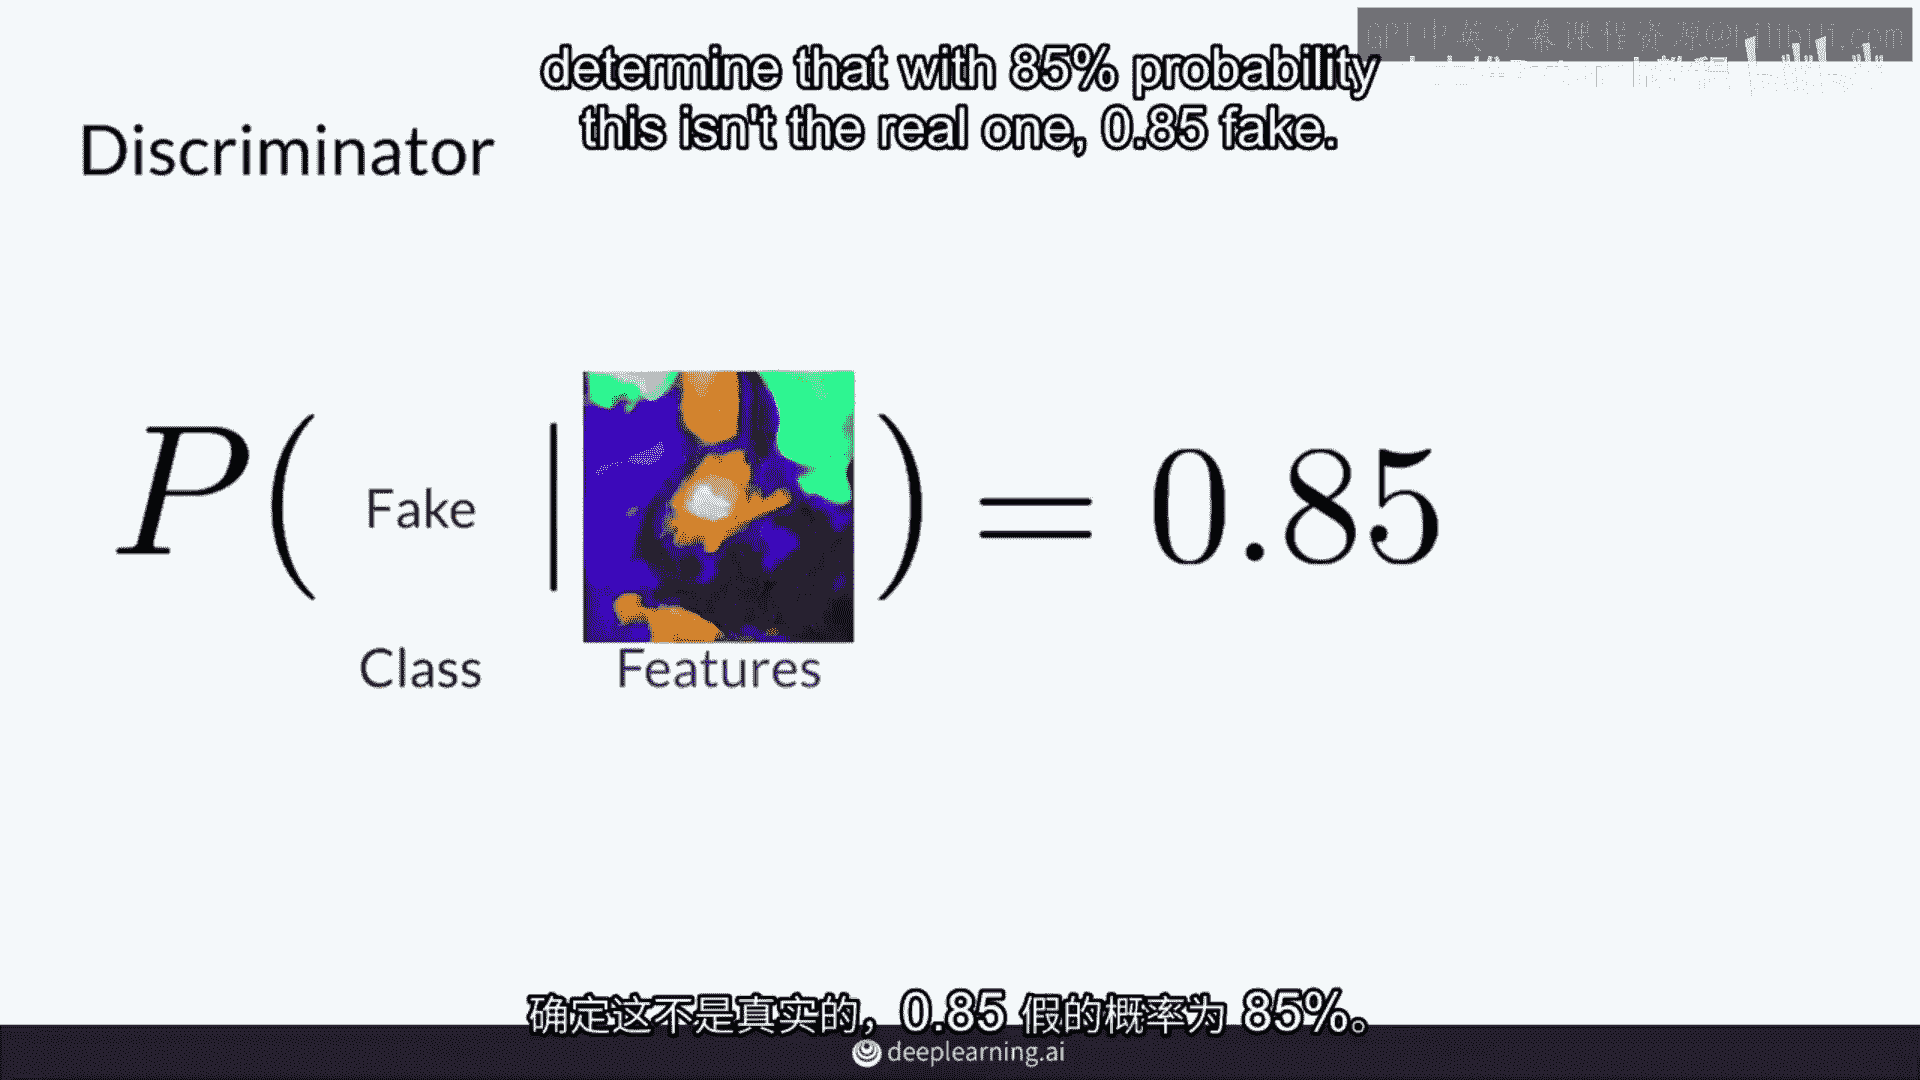 GPT中英字幕课程资源@bilibili.com
determine that with 85% probability
this isn't the real one, 0.85 fake.
Discriminator
P( Fake | ) = 0.85
Class Features
确定这不是真实的，0.85 假的概率为 85%。
deeplearning.ai